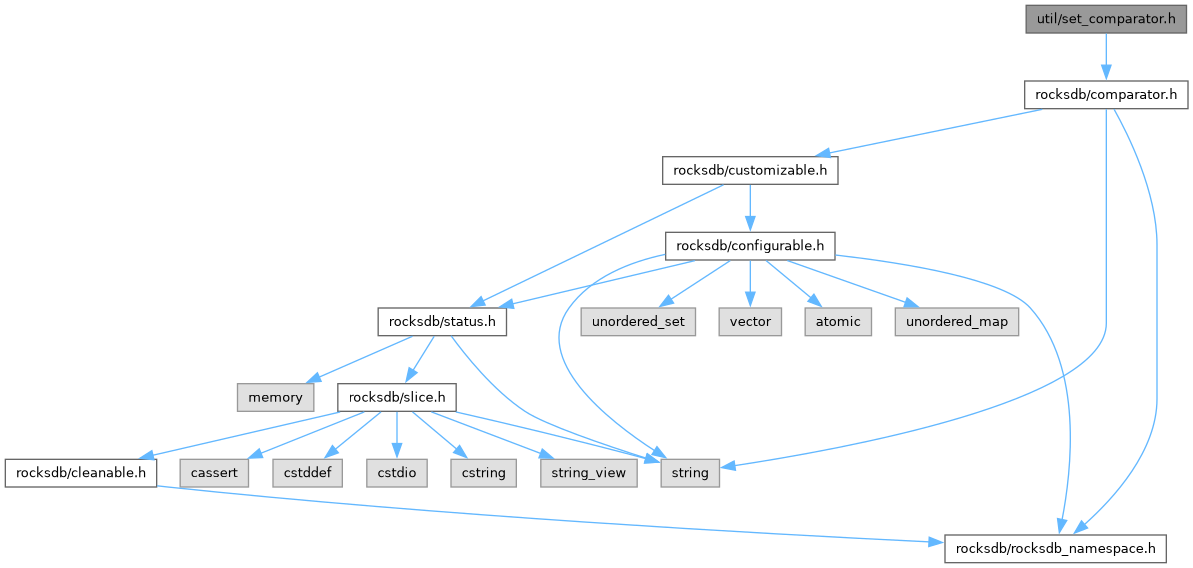 util/set_comparator.h
rocksdb/comparator.h
rocksdb/customizable.h
rocksdb/configurable.h
rocksdb/status.h
unordered_set
vector
atomic
unordered_map
memory
rocksdb/slice.h
rocksdb/cleanable.h
cassert
cstddef
cstdio
cstring
string_view
string
rocksdb/rocksdb_namespace.h